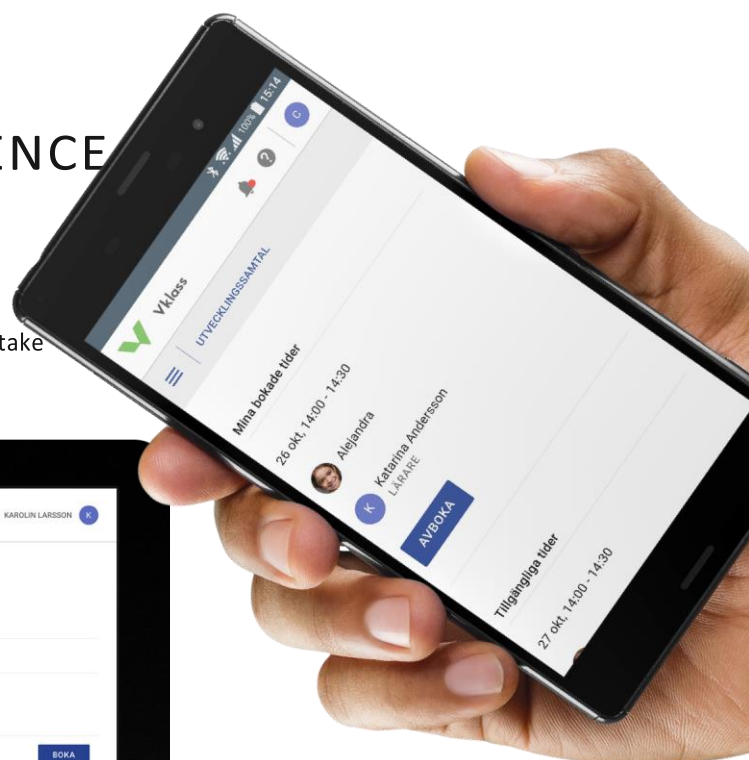 ENCE
take
100% 15:14
C
Vklass
?
UTVECKLINGSSAMTAL
Mina bokade tider
26 okt, 14:00 - 14:30
Alejandra
K
Katarina Andersson
LÄRARE
AVBOKA
Tillgängliga tider
27 okt, 14:00 - 14:30
KAROLIN LARSSON K
BOKA